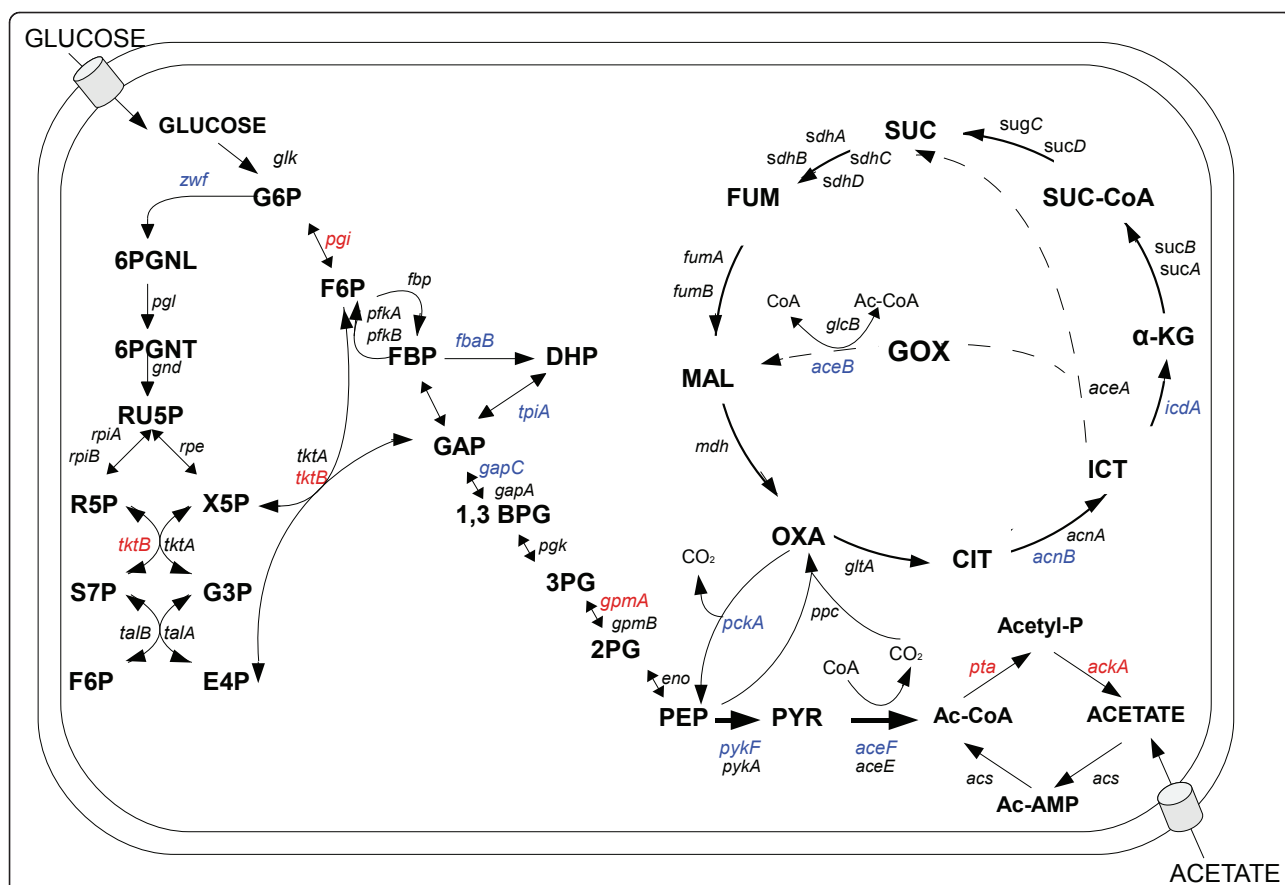 GLUCOSE
GLUCOSE
glk
zwf
G6P
pgi
6PGNL
pgl
6PGNT
gnd
RU5P
rpiA
rpiB
rpe
R5P
X5P
tktB
tktA
S7P
G3P
talB
talA
F6P
E4P
tktA
tktB
F6P
fbp
pfkA
pfkB
FBP
fbaB
DHP
tpiA
GAP
gapC
gapA
1,3 BPG
pgk
3PG
gpmA
gpmB
2PG
eno
PEP
pykF
pykA
PYR
aceF
aceE
CoA
CO₂
Ac-CoA
pta
Acetyl-P
ackA
ACETATE
acs
Ac-AMP
acs
ACETATE
CO₂
pckA
ppc
OXA
gltA
CIT
acnA
acnB
ICT
icdA
α-KG
sucB
sucA
SUC-CoA
sugC
sucD
SUC
sdhA
sdhB
sdhC
sdhD
FUM
fumA
fumB
MAL
mdh
CoA
Ac-CoA
glcB
aceB
GOX
aceA